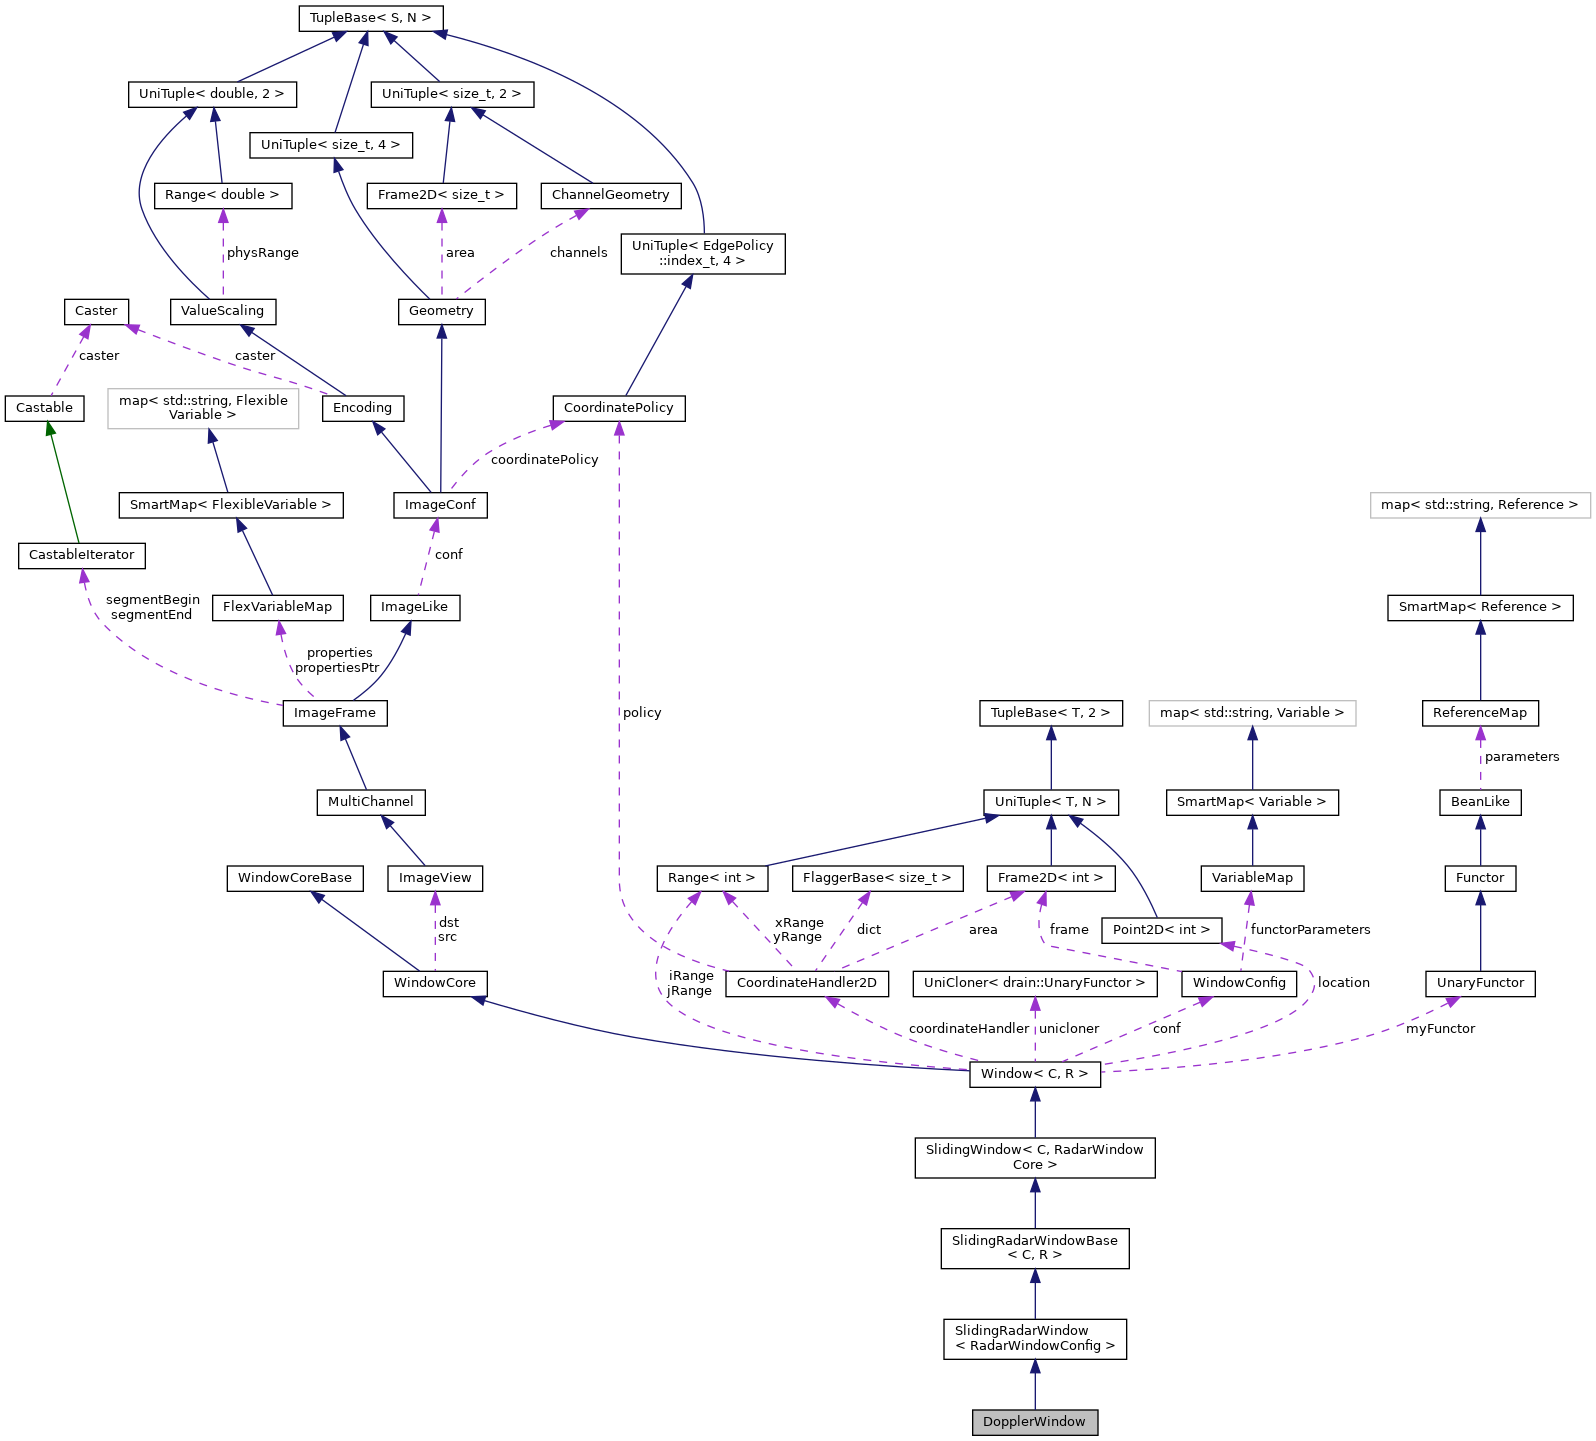 TupleBase< S, N >
UniTuple< double, 2 >
UniTuple< size_t, 2 >
UniTuple< size_t, 4 >
Range< double >
Frame2D< size_t >
ChannelGeometry
UniTuple< EdgePolicy
::index_t, 4 >
physRange
area
channels
Caster
ValueScaling
Geometry
caster
caster
Castable
map< std::string, Flexible
Variable >
Encoding
CoordinatePolicy
coordinatePolicy
SmartMap< FlexibleVariable >
ImageConf
map< std::string, Reference >
CastableIterator
conf
segmentBegin
segmentEnd
FlexVariableMap
ImageLike
SmartMap< Reference >
properties
propertiesPtr
ImageFrame
policy
TupleBase< T, 2 >
map< std::string, Variable >
ReferenceMap
parameters
MultiChannel
UniTuple< T, N >
SmartMap< Variable >
BeanLike
WindowCoreBase
ImageView
Range< int >
FlaggerBase< size_t >
Frame2D< int >
VariableMap
Functor
dst
src
xRange
yRange
dict
area
frame
Point2D< int >
functorParameters
iRange
jRange
WindowCore
CoordinateHandler2D
UniCloner< drain::UnaryFunctor >
WindowConfig
location
UnaryFunctor
coordinateHandler
unicloner
conf
myFunctor
Window< C, R >
SlidingWindow< C, RadarWindow
Core >
SlidingRadarWindowBase
< C, R >
SlidingRadarWindow
< RadarWindowConfig >
DopplerWindow